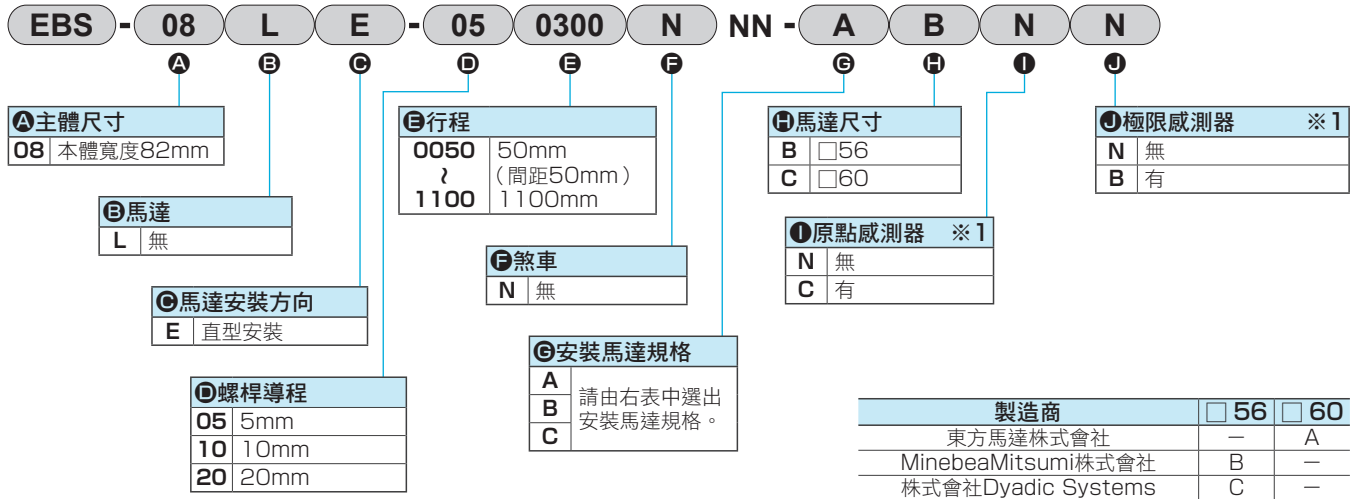 EBS - 08 L E - 05 0300 N NN - A B N N
A B C D E F G H I J
A主體尺寸
08 本體寬度82mm
B馬達
L 無
C馬達安裝方向
E 直型安裝
D螺桿導程
05 5mm
10 10mm
20 20mm
E行程
0050 50mm
~ (間距50mm)
1100 1100mm
F煞車
N 無
G安裝馬達規格
A
B
C
請由右表中選出
安裝馬達規格。
H馬達尺寸
B □56
C □60
I原點感測器 ※1
N 無
C 有
J極限感測器 ※1
N 無
B 有
製造商 □ 56 □ 60
東方馬達株式會社 － A
MinebeaMitsumi株式會社 B －
株式會社Dyadic Systems C －